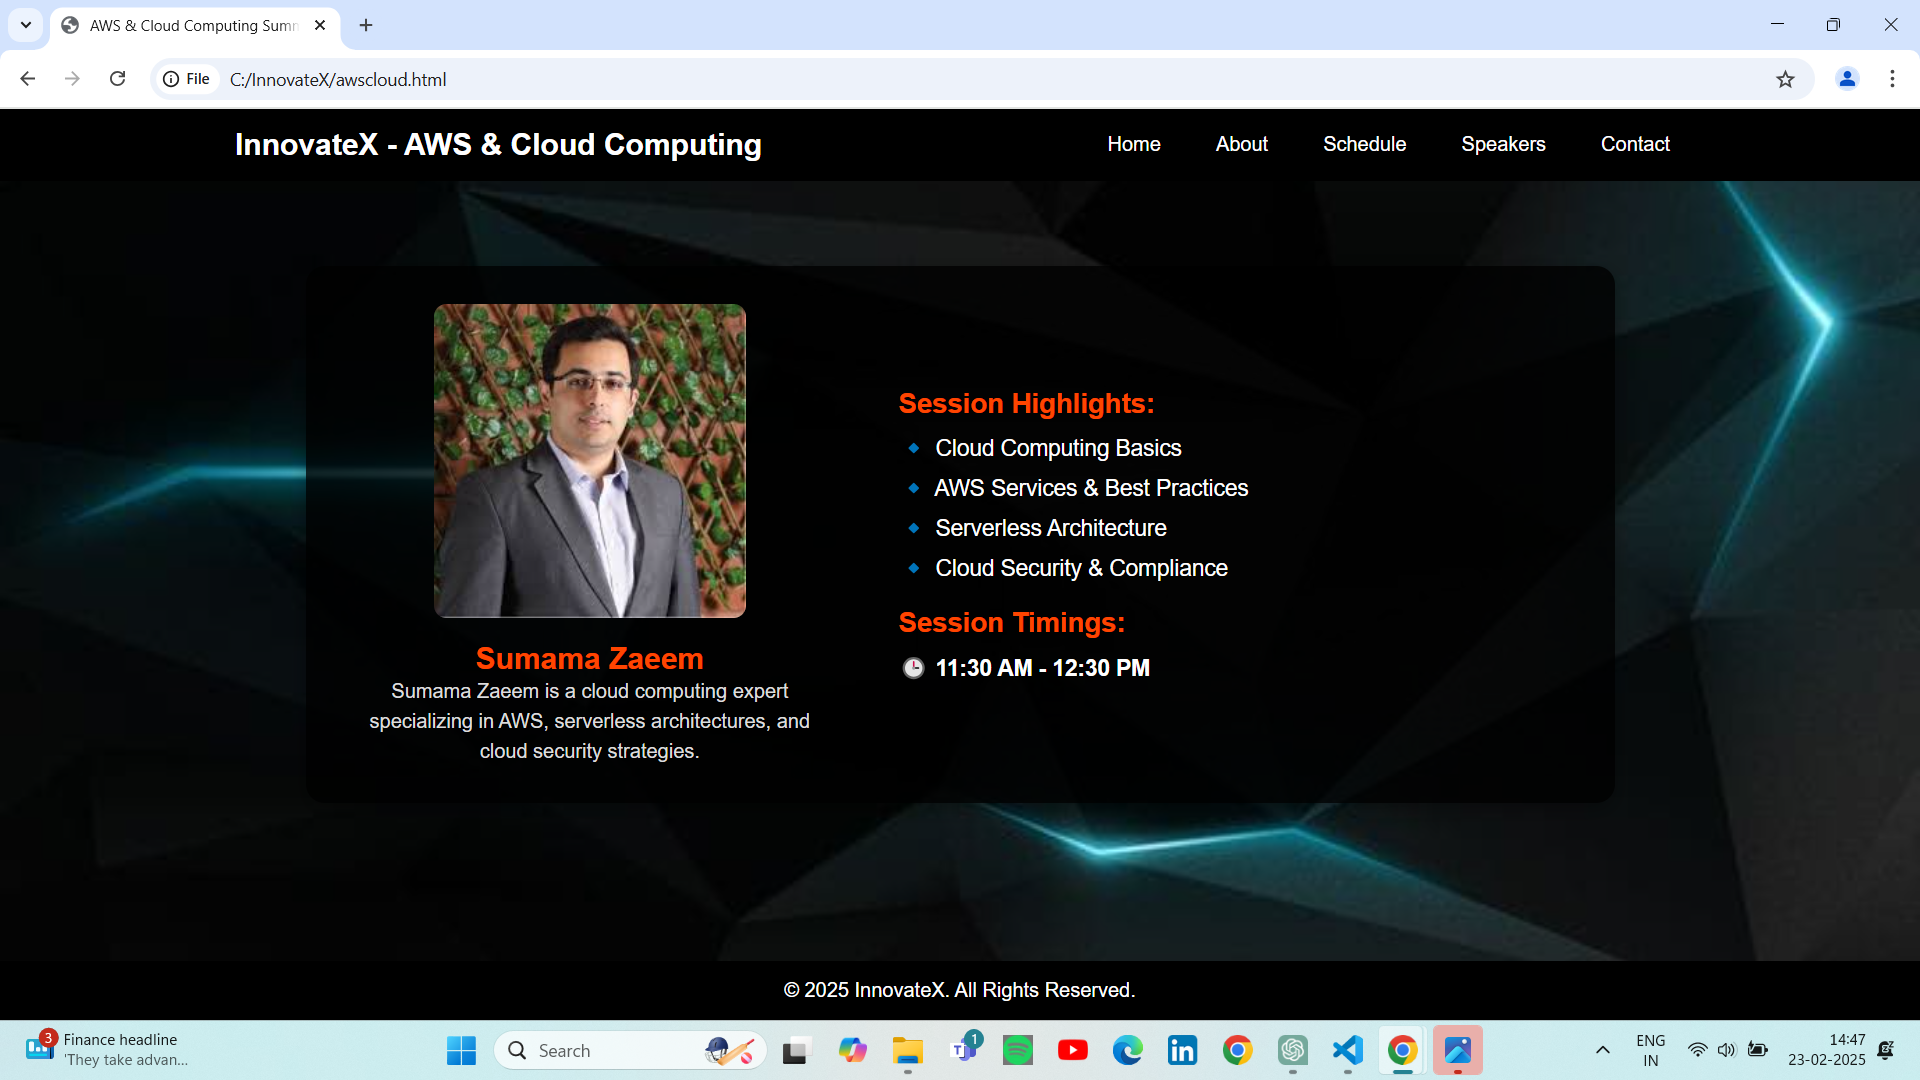 AWS & Cloud Computing Summ
File
C:/InnovateX/awscloud.html
InnovateX - AWS & Cloud Computing
Home
About
Schedule
Speakers
Contact
Sumama Zaeem
Sumama Zaeem is a cloud computing expert
specializing in AWS, serverless architectures, and
cloud security strategies.
Session Highlights:
Cloud Computing Basics
AWS Services & Best Practices
Serverless Architecture
Cloud Security & Compliance
Session Timings:
11:30 AM - 12:30 PM
© 2025 InnovateX. All Rights Reserved.
3
Finance headline
'They take advan...
Search
1
ENG
IN
14:47
23-02-2025